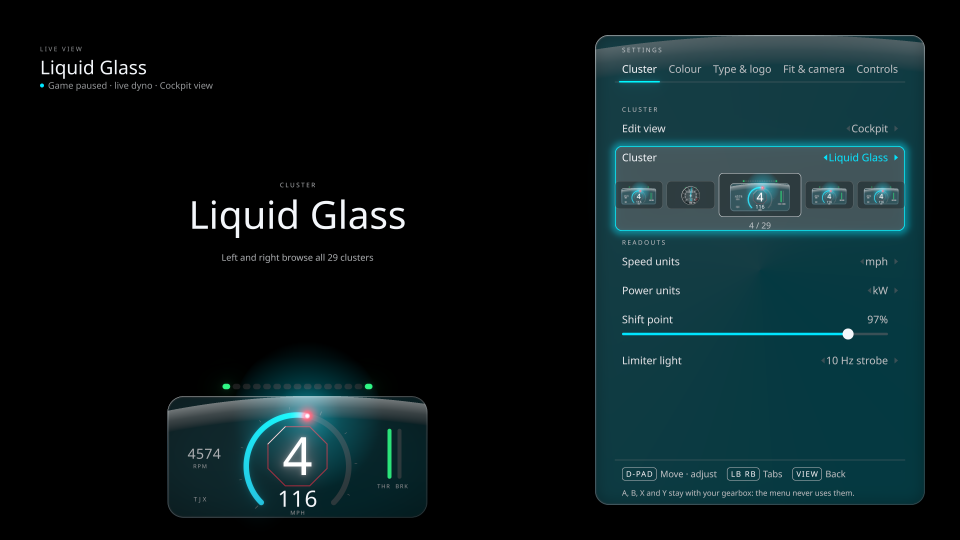 LIVE VIEW
Liquid Glass
Game paused · live dyno · Cockpit view
CLUSTER
Liquid Glass
Left and right browse all 29 clusters
4574
RPM
TJX
4
116
MPH
THR BRK
SETTINGS
Cluster Colour Type & logo Fit & camera Controls
CLUSTER
Edit view Cockpit
Cluster Liquid Glass
4
116
4 / 29
READOUTS
Speed units mph
Power units kW
Shift point 97%
Limiter light 10 Hz strobe
D-PAD Move · adjust LB RB Tabs VIEW Back
A, B, X and Y stay with your gearbox: the menu never uses them.